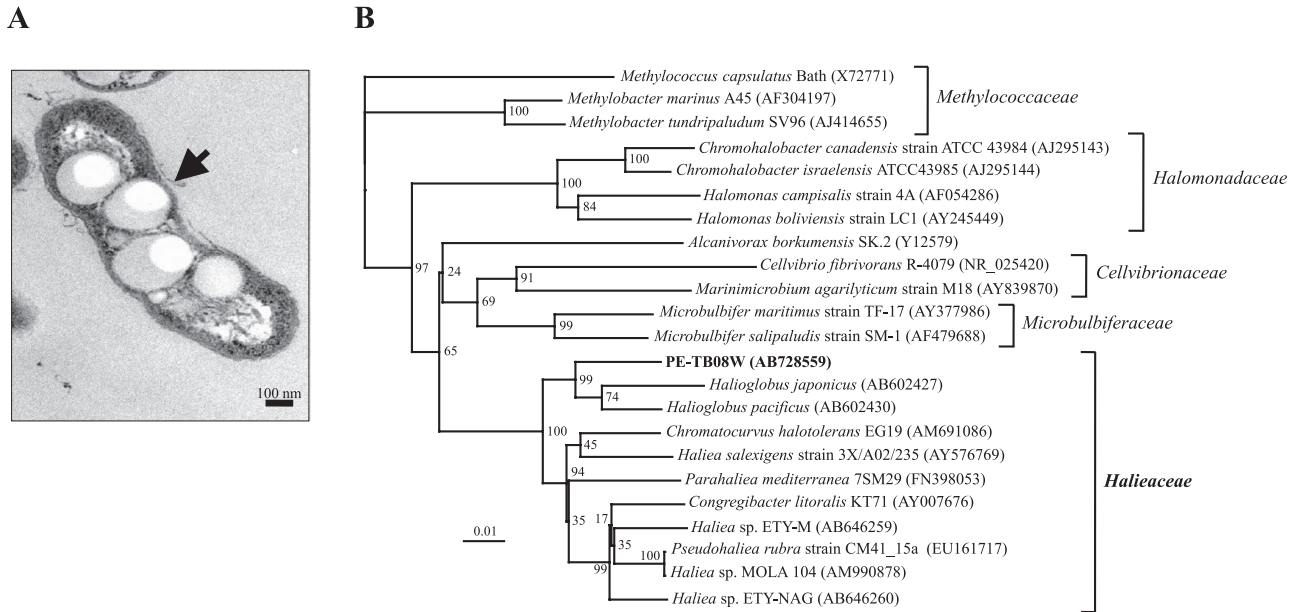 A
B
100 nm
Methylococcus capsulatus Bath (X72771)
Methylobacter marinus A45 (AF304197)
100
Methylobacter tundripaludum SV96 (AJ414655)
Methylococcaceae
Chromohalobacter canadensis strain ATCC 43984 (AJ295143)
100
Chromohalobacter israelensis ATCC43985 (AJ295144)
100
Halomonas campisalis strain 4A (AF054286)
84
Halomonas boliviensis strain LC1 (AY245449)
Halomonadaceae
97
Alcanivorax borkumensis SK.2 (Y12579)
24
Cellvibrio fibrivorans R-4079 (NR_025420)
91
Marinimicrobium agarilyticum strain M18 (AY839870)
Cellvibrionaceae
69
Microbulbifer maritimus strain TF-17 (AY377986)
99
Microbulbifer salipaludis strain SM-1 (AF479688)
Microbulbiferaceae
65
PE-TB08W (AB728559)
99
Halioglobus japonicus (AB602427)
74
Halioglobus pacificus (AB602430)
100
Chromatocurvus halotolerans EG19 (AM691086)
45
Haliea salexigens strain 3X/A02/235 (AY576769)
94
Parahaliea mediterranea 7SM29 (FN398053)
Halieaceae
Congregibacter litoralis KT71 (AY007676)
17
35
Haliea sp. ETY-M (AB646259)
35
Pseudohaliea rubra strain CM41_15a (EU161717)
100
Haliea sp. MOLA 104 (AM990878)
99
Haliea sp. ETY-NAG (AB646260)
0.01